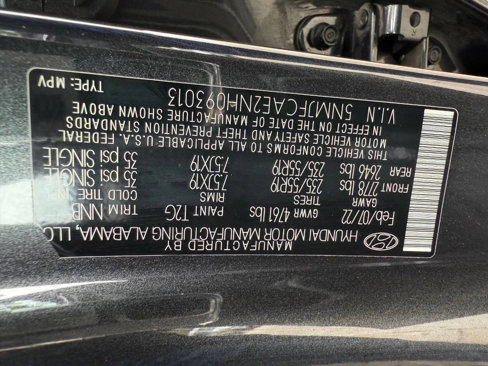 MANUFACTURED BY
HYUNDAI MOTOR MANUFACTURING ALABAMA, LLC
Feb/07/22 PAINT T2G TRIM NNB
GVWR 4761 lbs
GAWR TIRES RIMS COLD TIRE
FRONT 2778 lbs 235/55R19 7.5JX19 35 psi SINGLE
REAR 2646 lbs 235/55R19 7.5JX19 35 psi SINGLE
THIS VEHICLE CONFORMS TO ALL APPLICABLE U.S.A. FEDERAL
MOTOR VEHICLE SAFETY AND THEFT PREVENTION STANDARDS
IN EFFECT ON THE DATE OF MANUFACTURE SHOWN ABOVE
V.I.N 5NMJFCAE2NH093013 TYPE: MPV